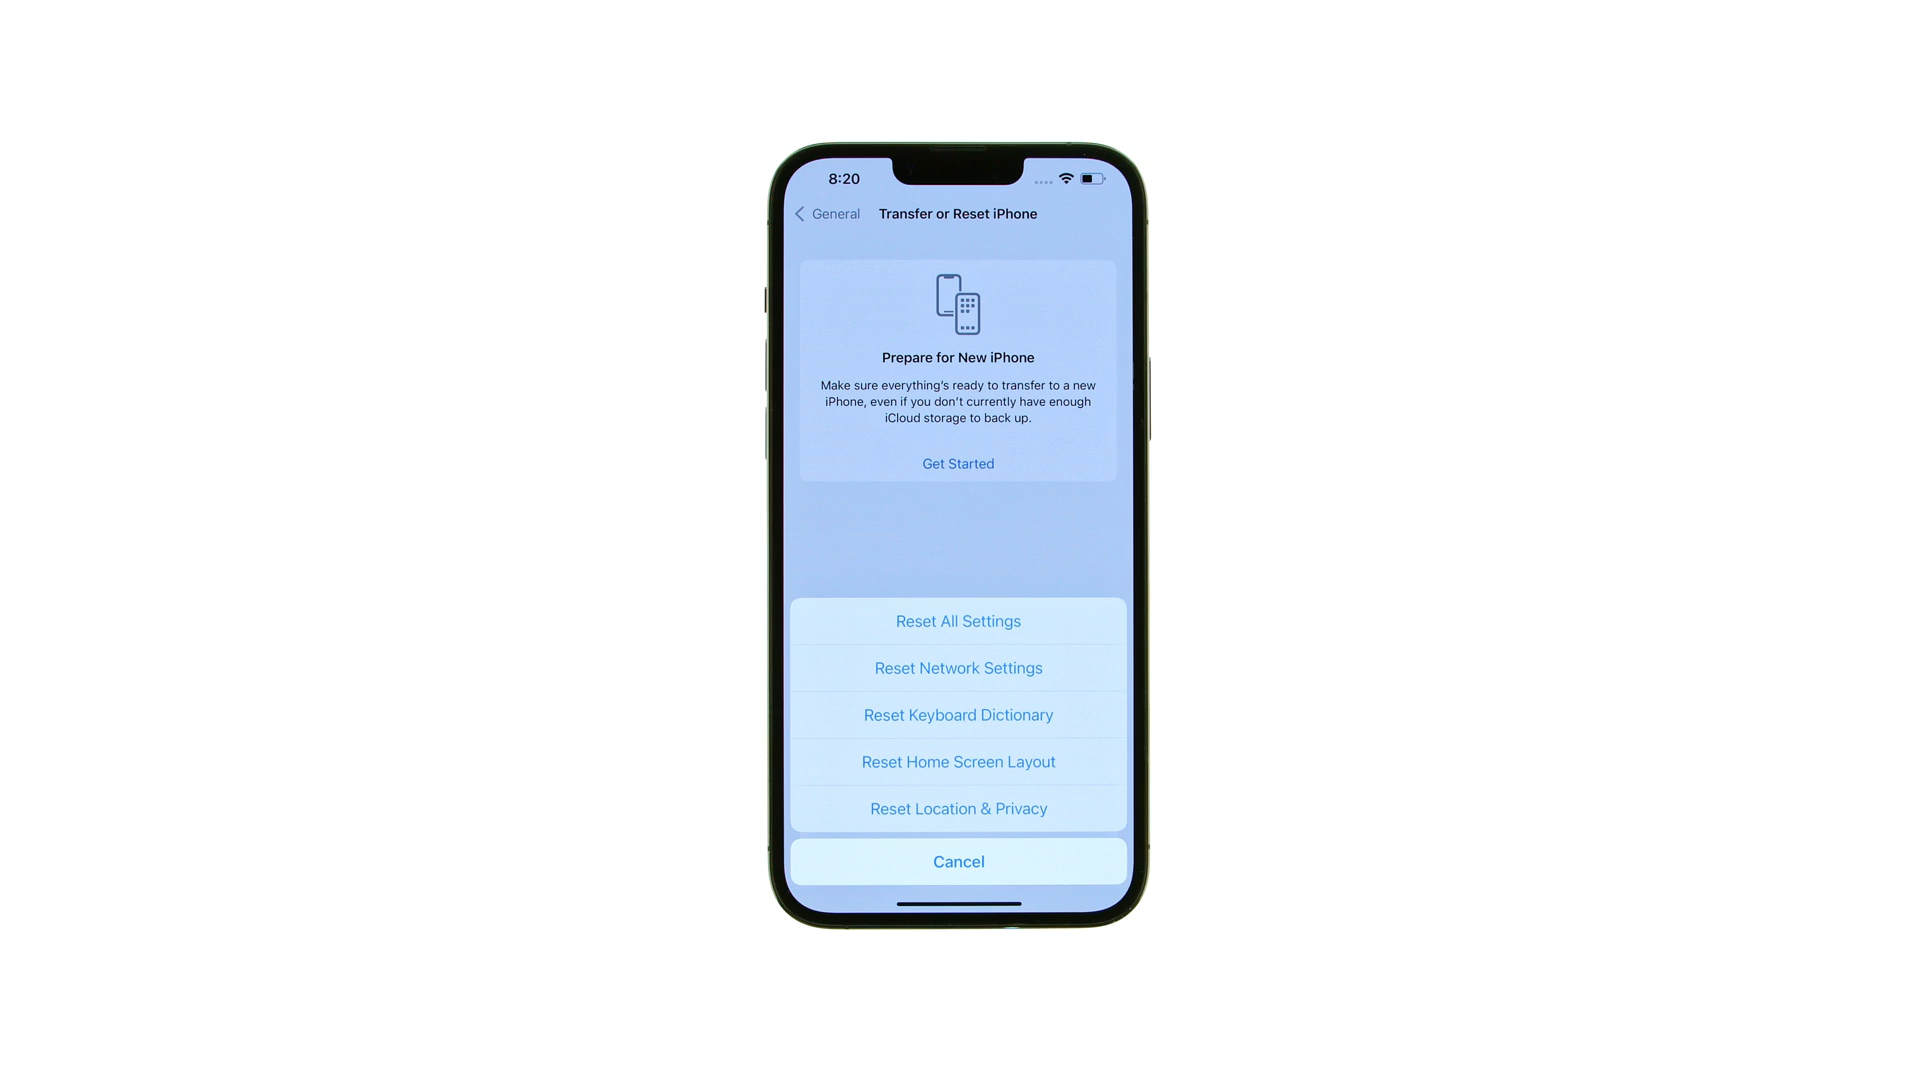 8:20
General Transfer or Reset iPhone
Prepare for New iPhone
Make sure everything's ready to transfer to a new
iPhone, even if you don't currently have enough
iCloud storage to back up.
Get Started
Reset All Settings
Reset Network Settings
Reset Keyboard Dictionary
Reset Home Screen Layout
Reset Location & Privacy
Cancel